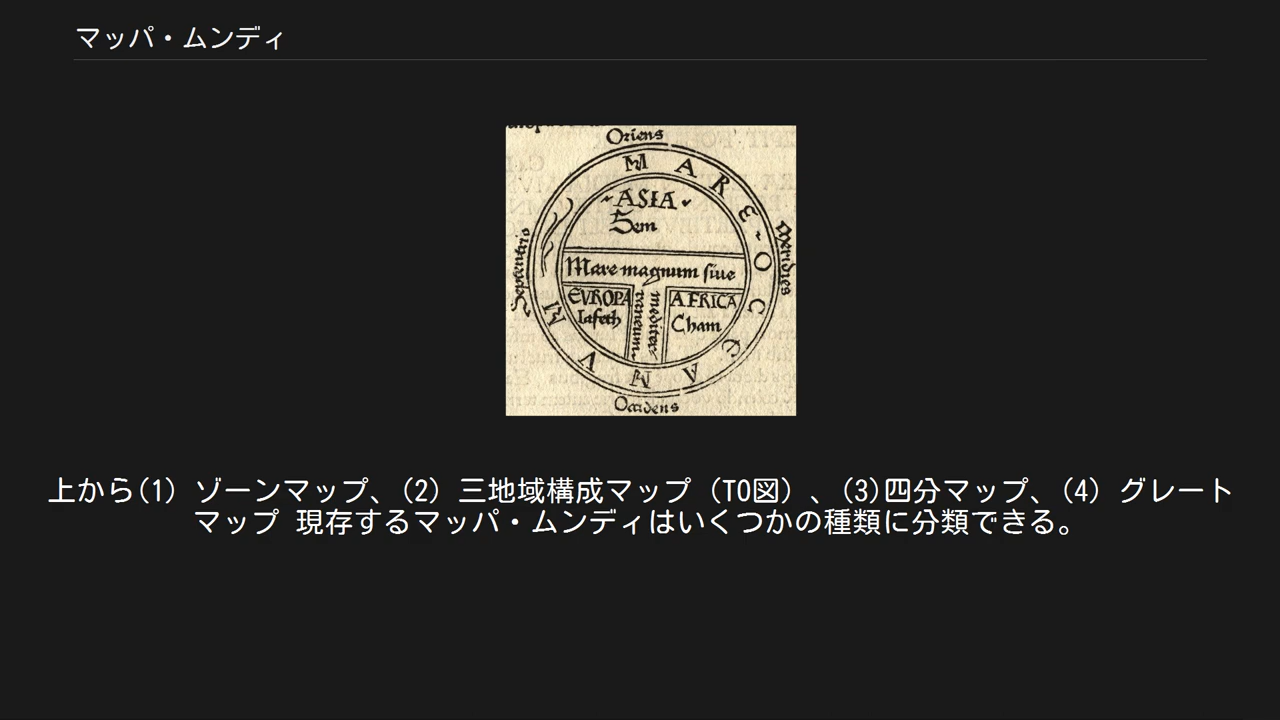 マッパ・ムンディ
Oriens
MARE OCCEAMVM
ASIA
Sem
Septentrio
Meridies
Mare magnum siue
EVROPA
Iafeth
mediter
raneum
AFRICA
Cham
Occidens
上から(1) ゾーンマップ、(2) 三地域構成マップ (TO図) 、(3)四分マップ、(4) グレート
マップ 現存するマッパ・ムンディはいくつかの種類に分類できる。